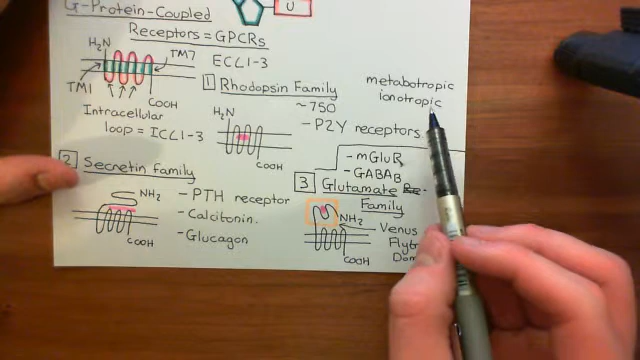 G-Protein-Coupled
U
Receptors = GPCRs
H₂N
TM7
ECL1-3
TM1
COOH
Intracellular
loop = ICL1-3
1 Rhodopsin Family
~750
- P2Y receptors
H₂N
COOH
metabotropic
ionotropic
2 Secretin Family
NH₂
COOH
- PTH receptor
- Calcitonin.
- Glucagon
- mGluR
- GABAB
3 Glutamate
Family
NH₂
COOH
Venus
Flytr
Dom